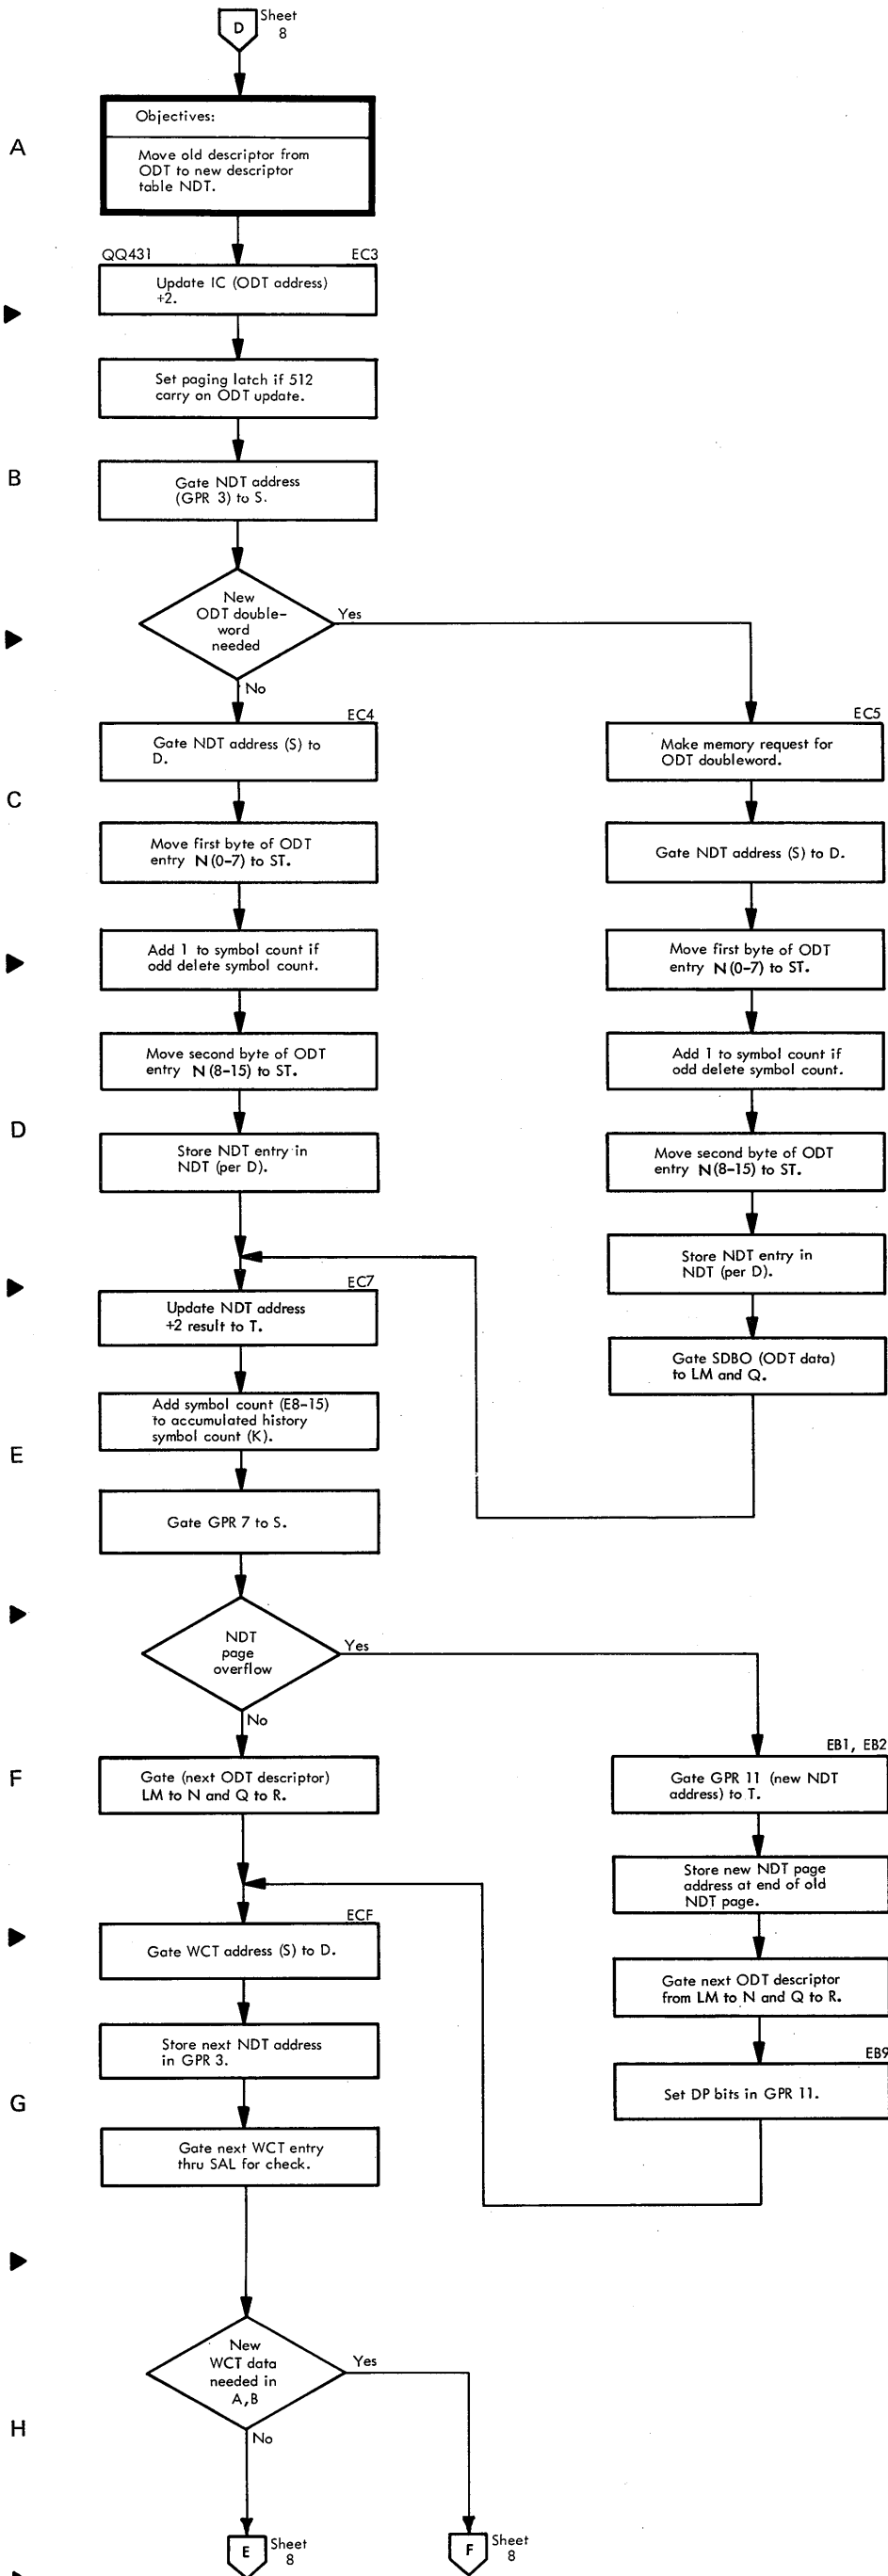 D
Sheet
8
A
Objectives:
Move old descriptor from
ODT to new descriptor
table NDT.
QQ431
EC3
Update IC (ODT address)
+2.
Set paging latch if 512
carry on ODT update.
B
Gate NDT address
(GPR 3) to S.
New
ODT double-
word
needed
Yes
No
EC4
Gate NDT address (S) to
D.
EC5
Make memory request for
ODT doubleword.
C
Move first byte of ODT
entry N(0-7) to ST.
Gate NDT address (S) to D.
Add 1 to symbol count if
odd delete symbol count.
Move first byte of ODT
entry N(0-7) to ST.
Move second byte of ODT
entry N(8-15) to ST.
Add 1 to symbol count if
odd delete symbol count.
D
Store NDT entry in
NDT (per D).
Move second byte of ODT
entry N(8-15) to ST.
Store NDT entry in
NDT (per D).
EC7
Update NDT address
+2 result to T.
Gate SDBO (ODT data)
to LM and Q.
Add symbol count (E8-15)
to accumulated history
symbol count (K).
E
Gate GPR 7 to S.
NDT
page
overflow
Yes
No
F
Gate (next ODT descriptor)
LM to N and Q to R.
EB1, EB2
Gate GPR 11 (new NDT
address) to T.
Store new NDT page
address at end of old
NDT page.
ECF
Gate WCT address (S) to D.
Gate next ODT descriptor
from LM to N and Q to R.
Store next NDT address
in GPR 3.
EB9
Set DP bits in GPR 11.
G
Gate next WCT entry
thru SAL for check.
New
WCT data
needed in
A,B
Yes
No
H
E
Sheet
8
F
Sheet
8